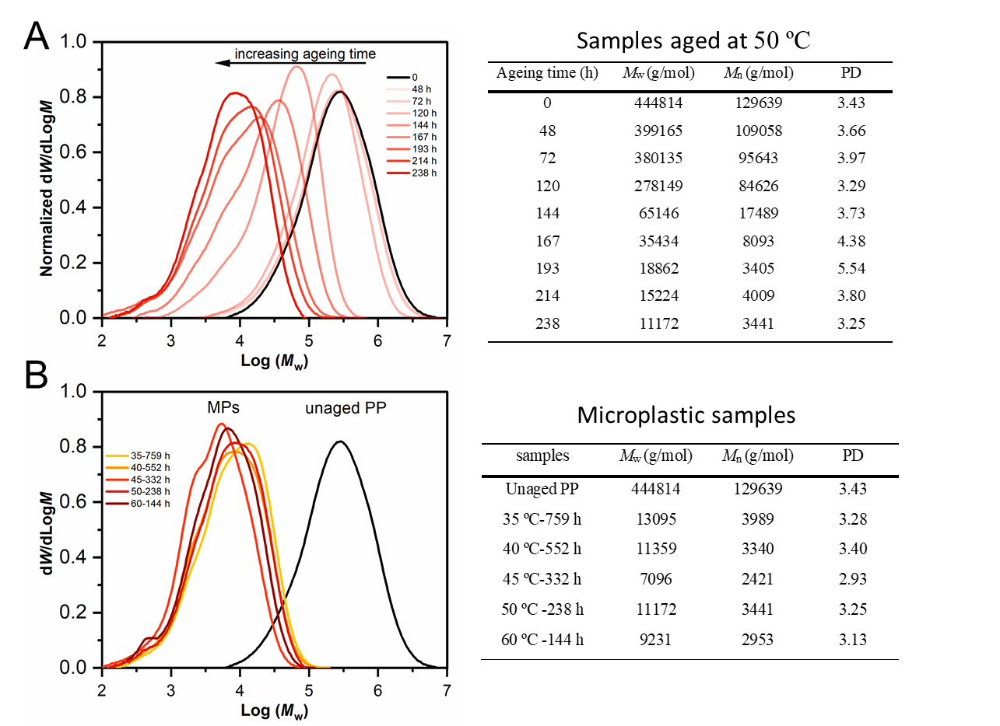 A
1.0
0.8
0.6
0.4
0.2
0.0
Normalized dW/dLogM
increasing ageing time
0
48 h
72 h
120 h
144 h
167 h
193 h
214 h
238 h
2 3 4 5 6 7
Log (Mw)
Samples aged at 50 ºC
Ageing time (h) Mw (g/mol) Mn (g/mol) PD
0 444814 129639 3.43
48 399165 109058 3.66
72 380135 95643 3.97
120 278149 84626 3.29
144 65146 17489 3.73
167 35434 8093 4.38
193 18862 3405 5.54
214 15224 4009 3.80
238 11172 3441 3.25
B
1.0
0.8
0.6
0.4
0.2
0.0
dW/dLogM
MPs unaged PP
35-759 h
40-552 h
45-332 h
50-238 h
60-144 h
2 3 4 5 6 7
Log (Mw)
Microplastic samples
samples Mw (g/mol) Mn (g/mol) PD
Unaged PP 444814 129639 3.43
35 ºC-759 h 13095 3989 3.28
40 ºC-552 h 11359 3340 3.40
45 ºC-332 h 7096 2421 2.93
50 ºC -238 h 11172 3441 3.25
60 ºC -144 h 9231 2953 3.13